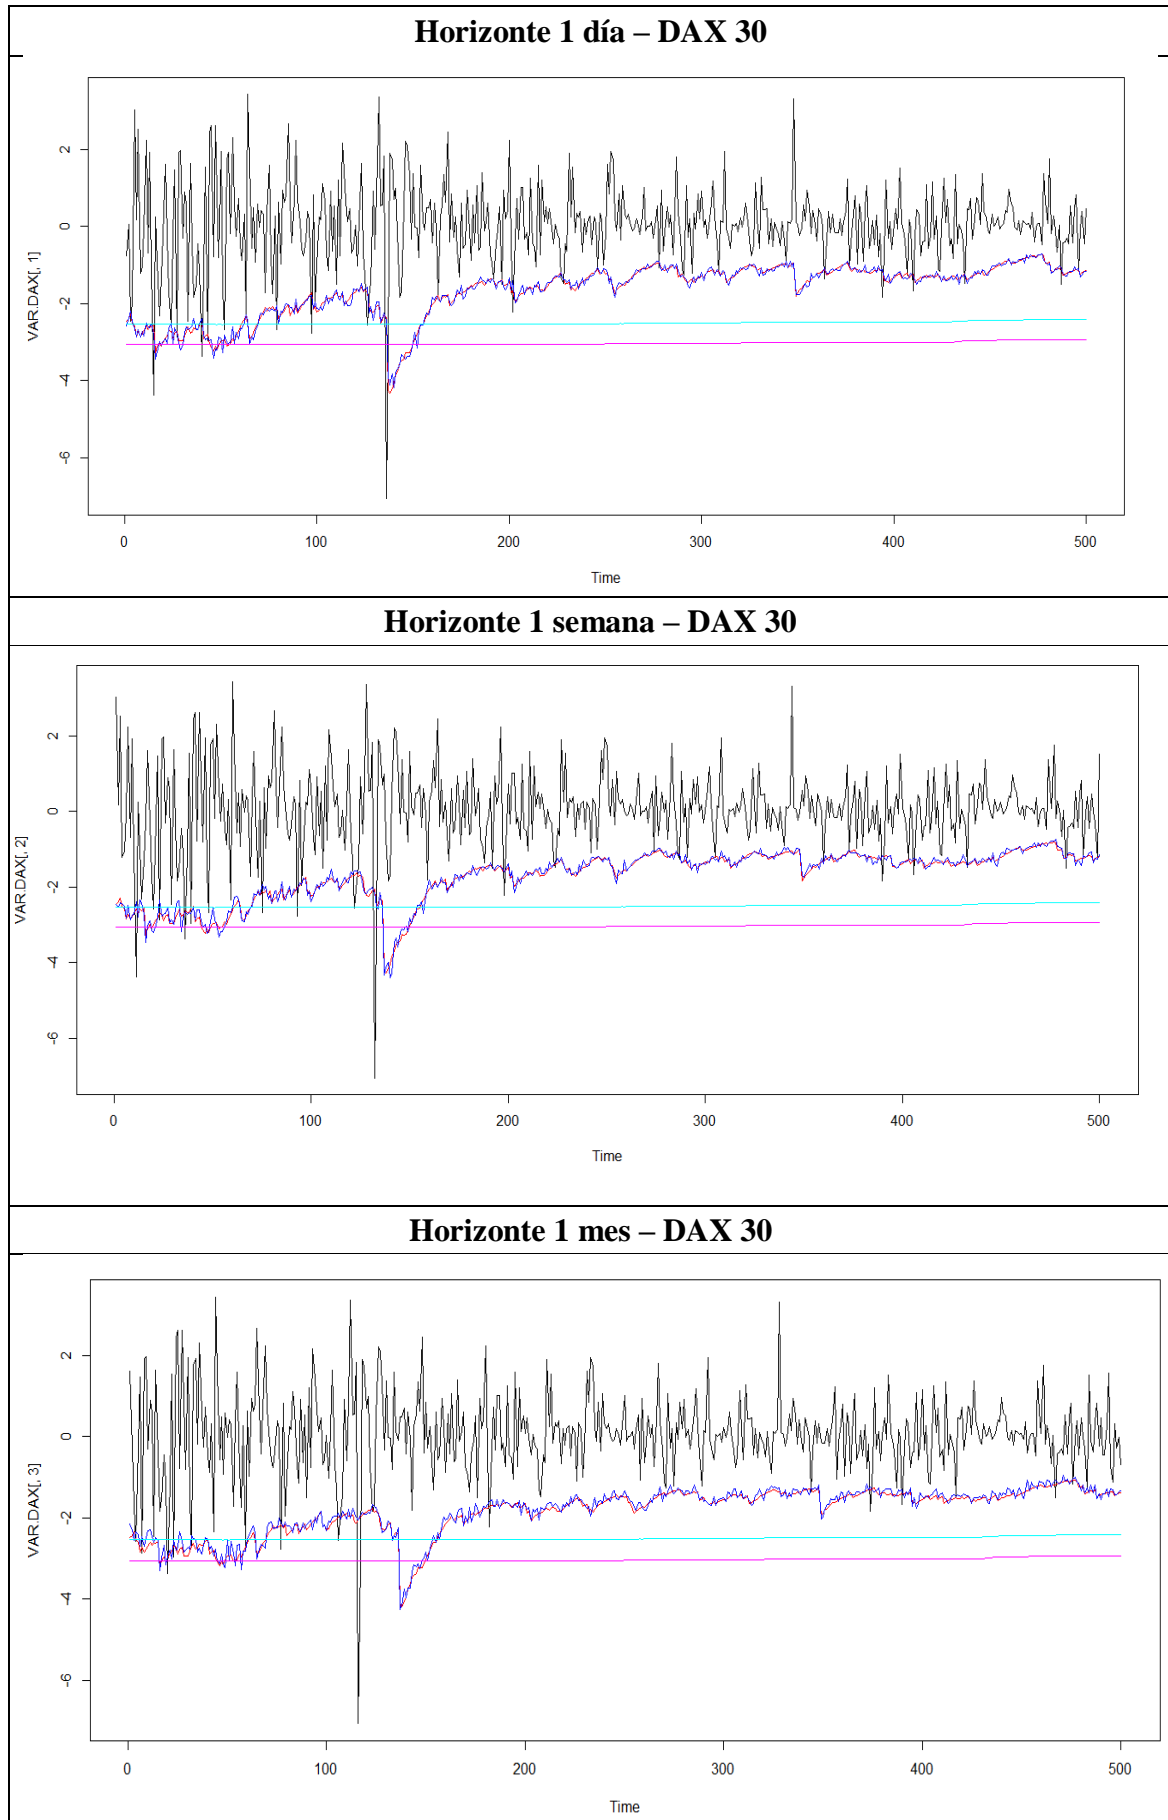 Horizonte 1 día – DAX 30
VAR.DAX[, 1]
2
0
-2
-4
-6
0 100 200 300 400 500
Time
Horizonte 1 semana – DAX 30
VAR.DAX[, 2]
2
0
-2
-4
-6
0 100 200 300 400 500
Time
Horizonte 1 mes – DAX 30
VAR.DAX[, 3]
2
0
-2
-4
-6
0 100 200 300 400 500
Time